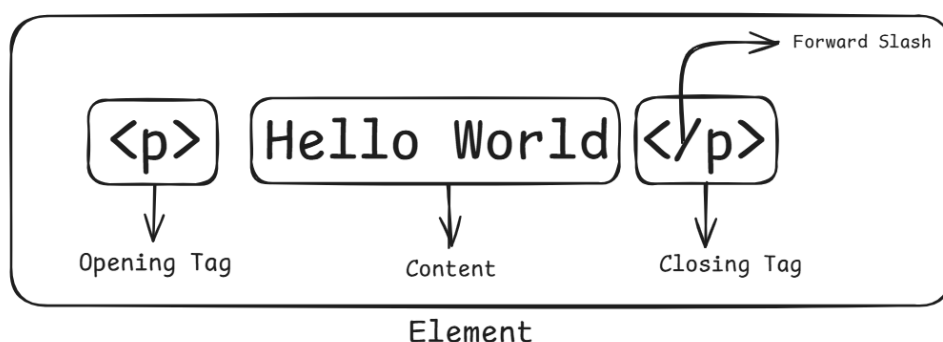 Forward Slash
<p> Hello World </p>
Opening Tag Content Closing Tag
Element